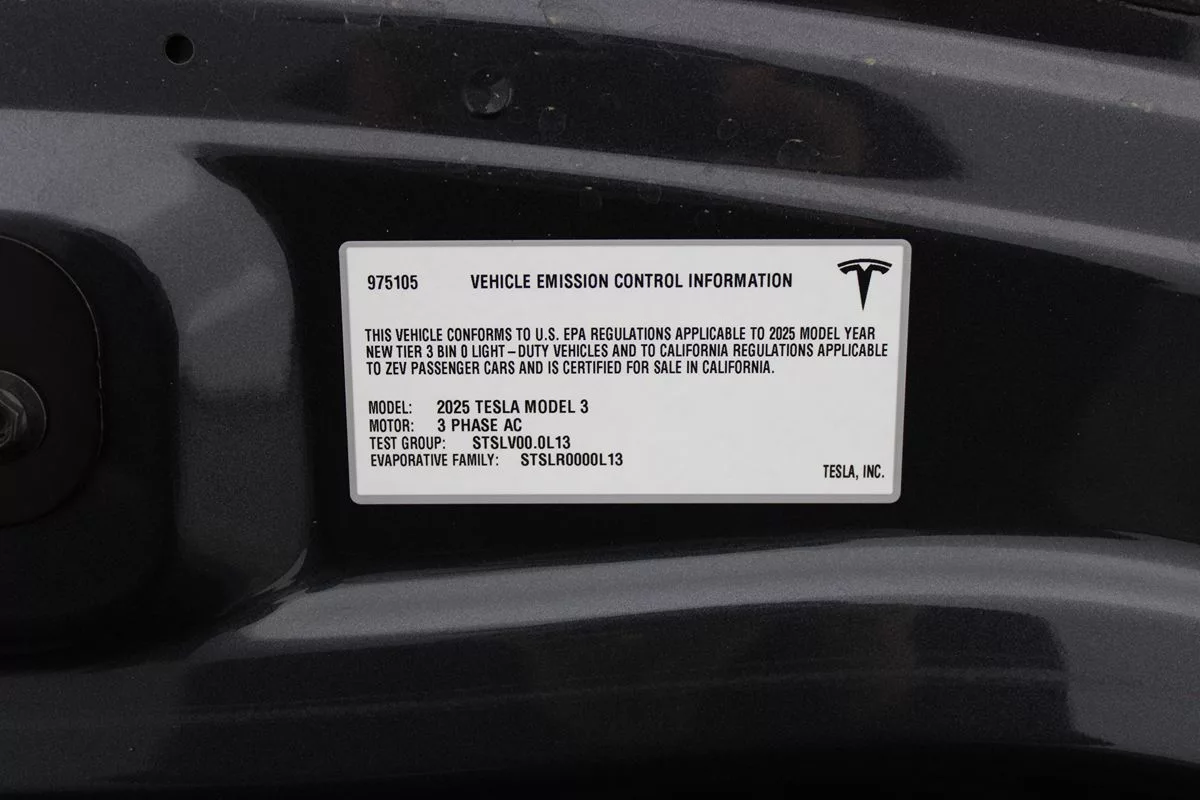 975105 VEHICLE EMISSION CONTROL INFORMATION
THIS VEHICLE CONFORMS TO U.S. EPA REGULATIONS APPLICABLE TO 2025 MODEL YEAR
NEW TIER 3 BIN 0 LIGHT-DUTY VEHICLES AND TO CALIFORNIA REGULATIONS APPLICABLE
TO ZEV PASSENGER CARS AND IS CERTIFIED FOR SALE IN CALIFORNIA.
MODEL: 2025 TESLA MODEL 3
MOTOR: 3 PHASE AC
TEST GROUP: STSLV00.0L13
EVAPORATIVE FAMILY: STSLR0000L13
TESLA, INC.